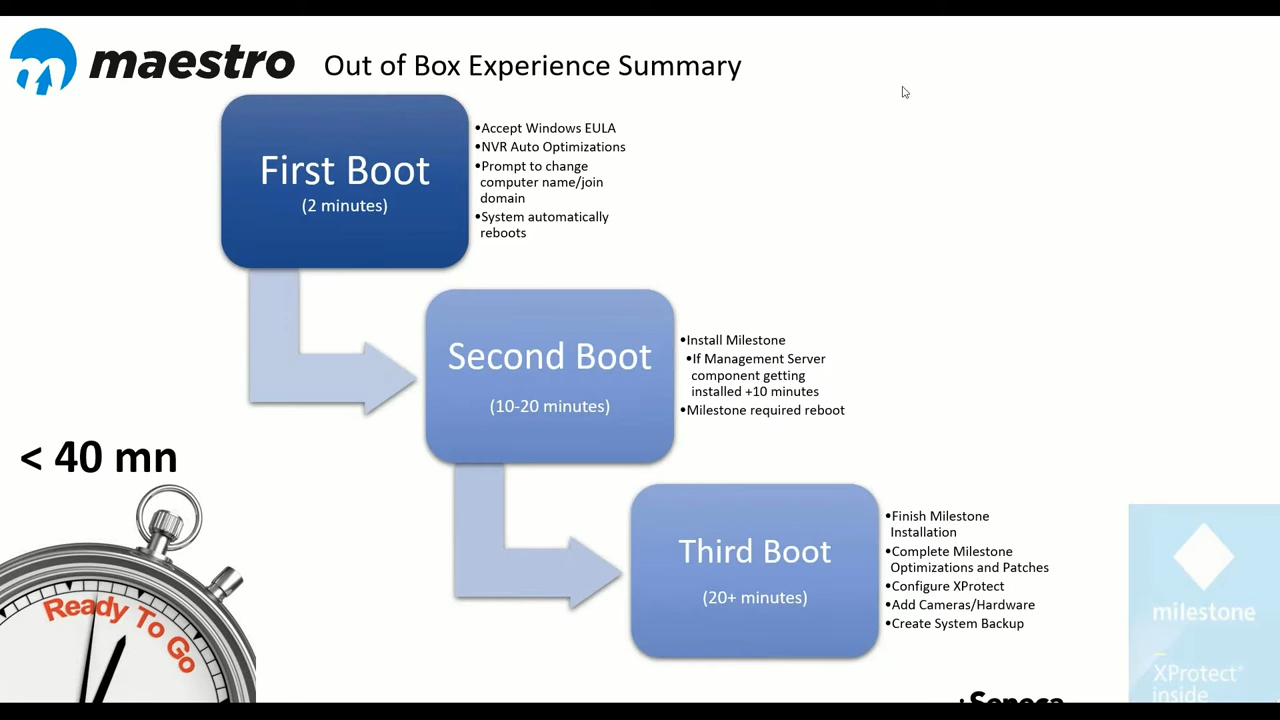 maestro
Out of Box Experience Summary
First Boot
(2 minutes)
•Accept Windows EULA
•NVR Auto Optimizations
•Prompt to change
computer name/join
domain
•System automatically
reboots
Second Boot
(10-20 minutes)
•Install Milestone
•If Management Server
component getting
installed +10 minutes
•Milestone required reboot
< 40 mn
Ready To Go
Third Boot
(20+ minutes)
•Finish Milestone
Installation
•Complete Milestone
Optimizations and Patches
•Configure XProtect
•Add Cameras/Hardware
•Create System Backup
milestone
XProtect®
inside
Seneca